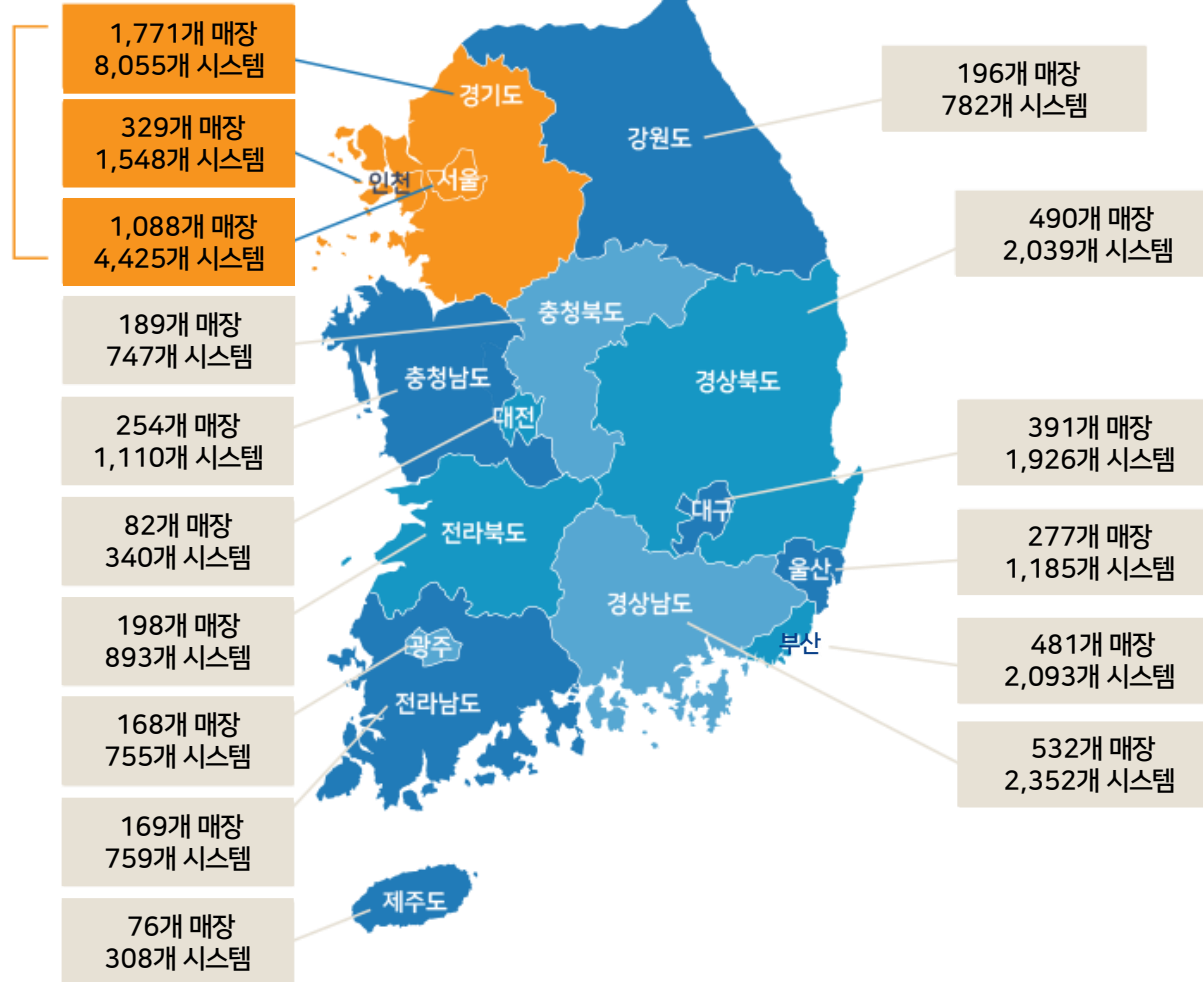 1,771개 매장
8,055개 시스템
329개 매장
1,548개 시스템
1,088개 매장
4,425개 시스템
189개 매장
747개 시스템
254개 매장
1,110개 시스템
82개 매장
340개 시스템
198개 매장
893개 시스템
168개 매장
755개 시스템
169개 매장
759개 시스템
76개 매장
308개 시스템
경기도
강원도
인천
서울
충청북도
충청남도
경상북도
대전
대구
전라북도
울산
경상남도
부산
광주
전라남도
제주도
196개 매장
782개 시스템
490개 매장
2,039개 시스템
391개 매장
1,926개 시스템
277개 매장
1,185개 시스템
481개 매장
2,093개 시스템
532개 매장
2,352개 시스템